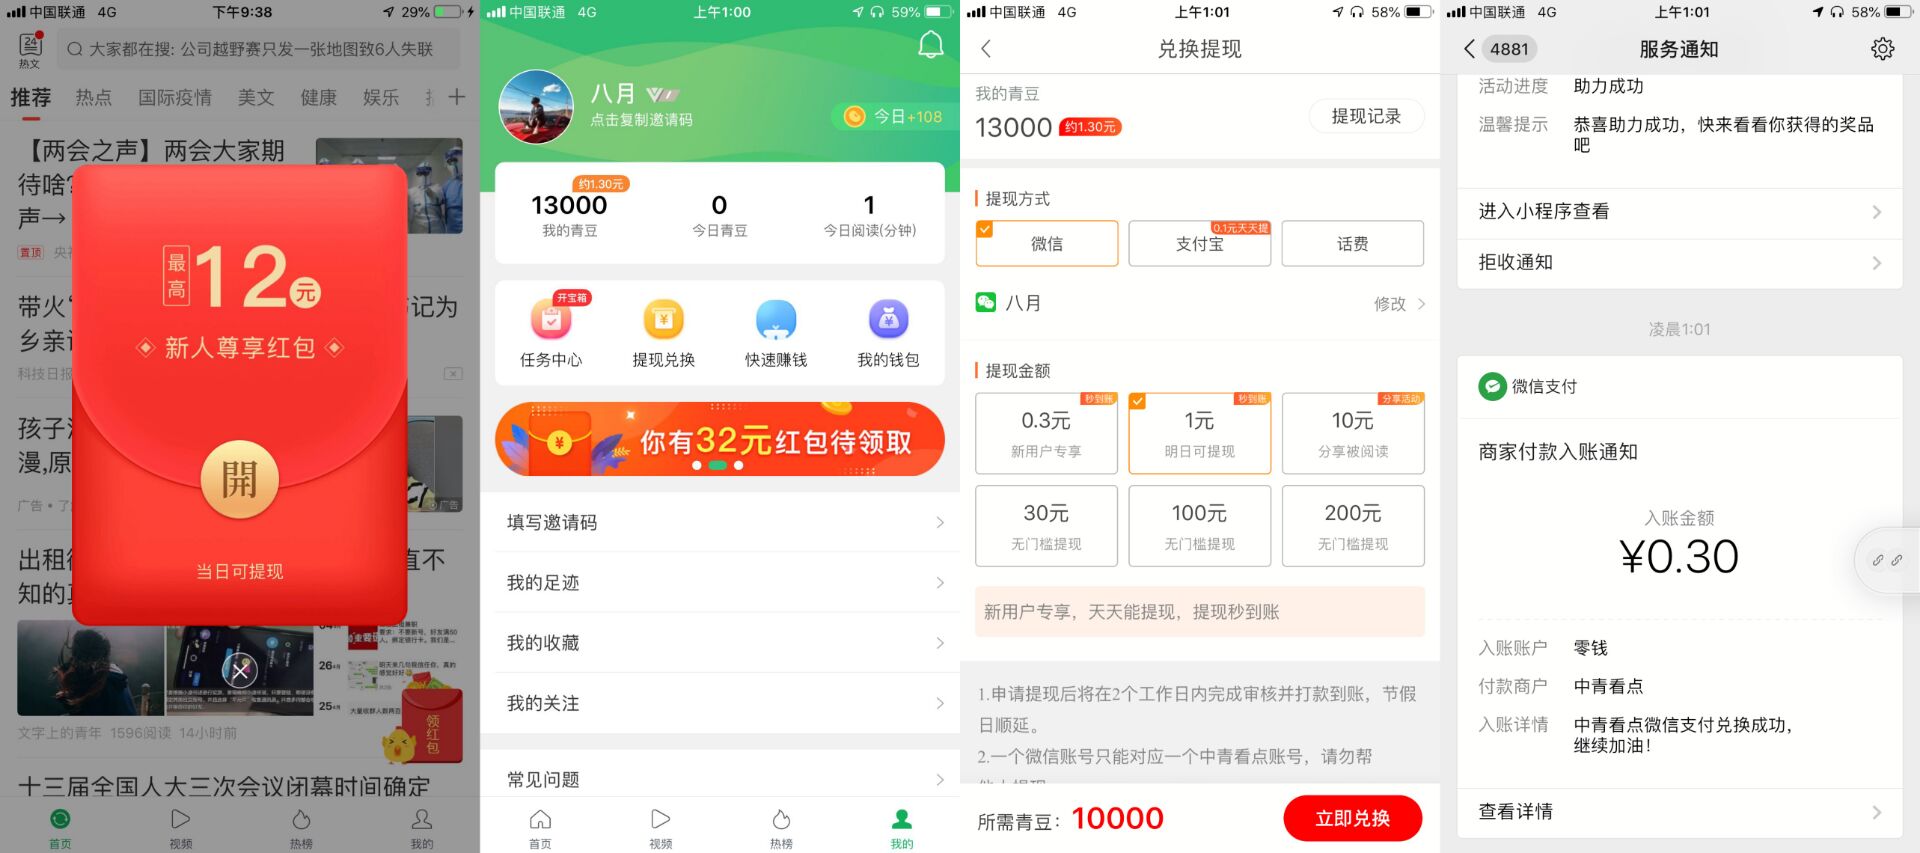 中国联通 4G
下午9:38
29%
24
热文
大家都在搜: 公司越野赛只发一张地图致6人失联
推荐 热点 国际疫情 美文 健康 娱乐
【两会之声】两会大家期
待啥
声→
置顶
最高12元
新人尊享红包
開
当日可提现
带火
书记为
乡亲
科技日报
孩子
漫,原
广告
广告
出租
值不
知的
26
25
领红包
文字上的青年 1596阅读 14小时前
十三届全国人大三次会议闭幕时间确定
首页 视频 热榜 我的
中国联通 4G
上午1:00
59%
八月
点击复制邀请码
今日+108
约1.30元
13000 0 1
我的青豆 今日青豆 今日阅读(分钟)
开宝箱
任务中心 提现兑换 快速赚钱 我的钱包
你有32元红包待领取
填写邀请码
我的足迹
我的收藏
我的关注
常见问题
首页 视频 热榜 我的
中国联通 4G
上午1:01
58%
兑换提现
我的青豆
13000 约1.30元
提现记录
提现方式
0.1元天天提
微信 支付宝 话费
八月
修改
提现金额
秒到账 秒到账 分享活动
0.3元 1元 10元
新用户专享 明日可提现 分享被阅读
30元 100元 200元
无门槛提现 无门槛提现 无门槛提现
新用户专享，天天能提现，提现秒到账
1.申请提现后将在2个工作日内完成审核并打款到账，节假
日顺延。
2.一个微信账号只能对应一个中青看点账号，请勿帮
所需青豆：10000
立即兑换
中国联通 4G
上午1:01
58%
4881
服务通知
活动进度 助力成功
温馨提示 恭喜助力成功，快来看看你获得的奖品
吧
进入小程序查看
拒收通知
凌晨1:01
微信支付
商家付款入账通知
入账金额
¥0.30
入账账户 零钱
付款商户 中青看点
入账详情 中青看点微信支付兑换成功，
继续加油！
查看详情